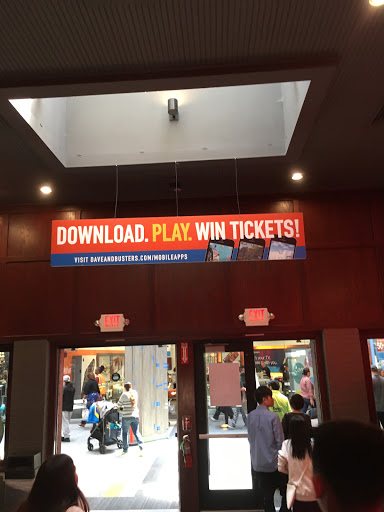 DOWNLOAD. PLAY. WIN TICKETS!
VISIT DAVEANDBUSTERS.COM/MOBILEAPPS
EXIT
EXIT